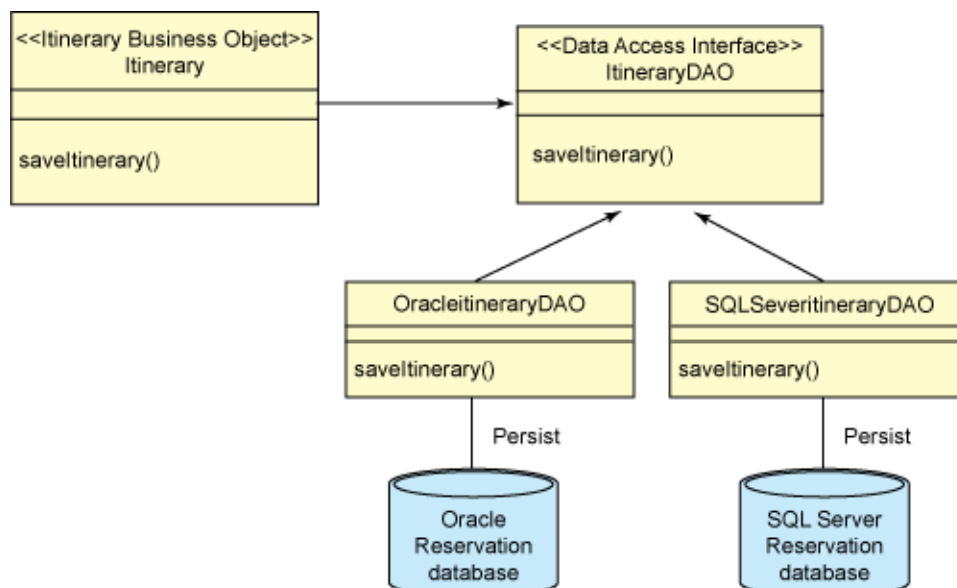 <<Itinerary Business Object>>
Itinerary
saveItinerary()
<<Data Access Interface>>
ItineraryDAO
saveItinerary()
OracleitineraryDAO
saveItinerary()
SQLSeveritineraryDAO
saveItinerary()
Persist
Persist
Oracle
Reservation
database
SQL Server
Reservation
database